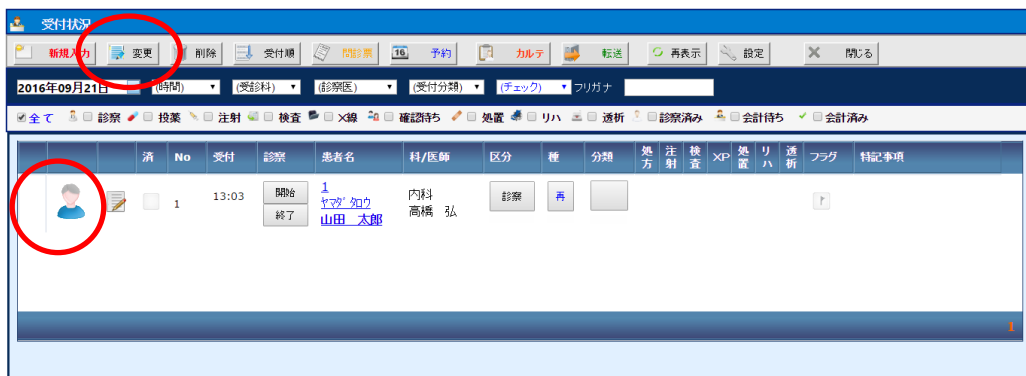 受付状況
新規入力 変更 削除 受付順 問診票 16 予約 カルテ 転送 再表示 設定 閉じる
2016年09月21日 (時間) (受診科) (診察医) (受付分類) (チェック) フリガナ
全て 診察 投薬 注射 検査 X線 確認待ち 処置 リハ 透析 診察済み 会計待ち 会計済み
済 No 受付 診察 患者名 科/医師 区分 種 分類 処方 注射 検査 XP 処置 リハ 透析 フラグ 特記事項
1 13:03 開始 終了 1 ヤマダ タロウ 山田 太郎 内科 高橋 弘 診察 再
1